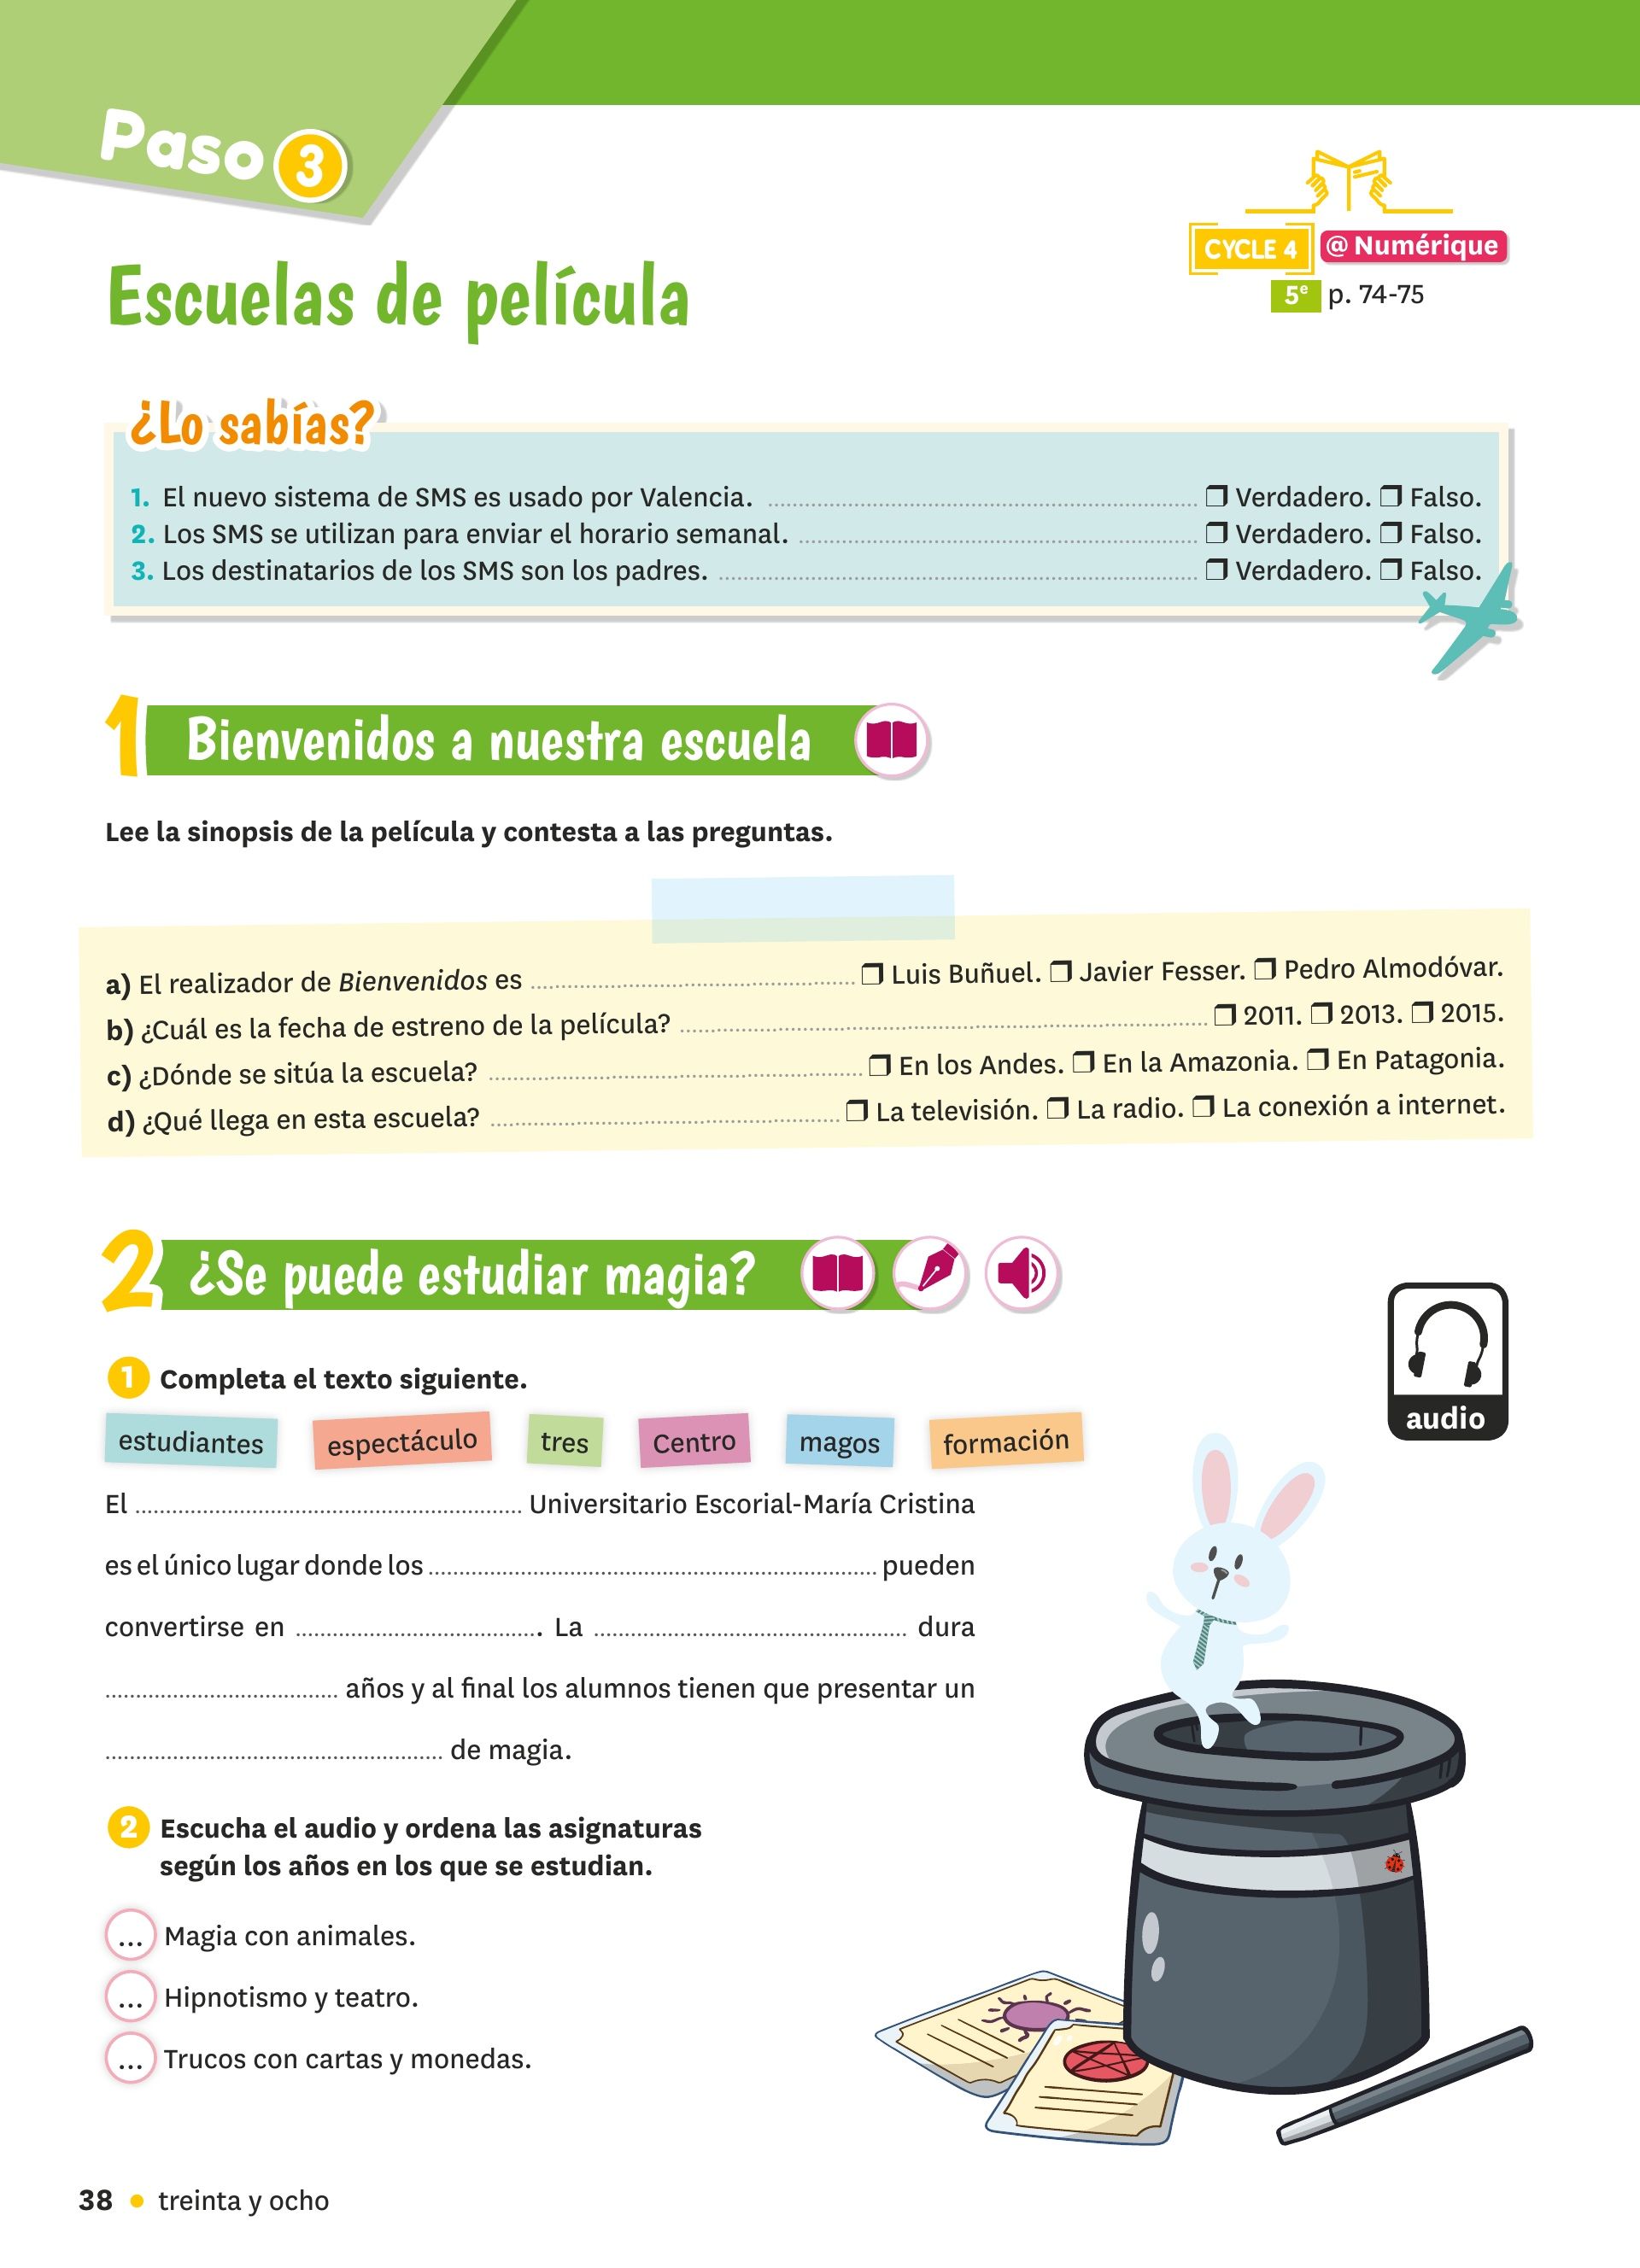 Paso 3
CYCLE 4 @ Numérique
5e p. 74-75
Escuelas de película
¿Lo sabías?
1. El nuevo sistema de SMS es usado por Valencia. ........ ❒ Verdadero. ❒ Falso.
2. Los SMS se utilizan para enviar el horario semanal. ........ ❒ Verdadero. ❒ Falso.
3. Los destinatarios de los SMS son los padres. ........ ❒ Verdadero. ❒ Falso.
1 Bienvenidos a nuestra escuela
Lee la sinopsis de la película y contesta a las preguntas.
a) El realizador de Bienvenidos es ........ ❒ Luis Buñuel. ❒ Javier Fesser. ❒ Pedro Almodóvar.
b) ¿Cuál es la fecha de estreno de la película? ........ ❒ 2011. ❒ 2013. ❒ 2015.
c) ¿Dónde se sitúa la escuela? ........ ❒ En los Andes. ❒ En la Amazonia. ❒ En Patagonia.
d) ¿Qué llega en esta escuela? ........ ❒ La televisión. ❒ La radio. ❒ La conexión a internet.
2 ¿Se puede estudiar magia?
audio
1 Completa el texto siguiente.
estudiantes espectáculo tres Centro magos formación
El ........ Universitario Escorial-María Cristina
es el único lugar donde los ........ pueden
convertirse en ......... La ........ dura
........ años y al final los alumnos tienen que presentar un
........ de magia.
2 Escucha el audio y ordena las asignaturas
según los años en los que se estudian.
... Magia con animales.
... Hipnotismo y teatro.
... Trucos con cartas y monedas.
38 • treinta y ocho